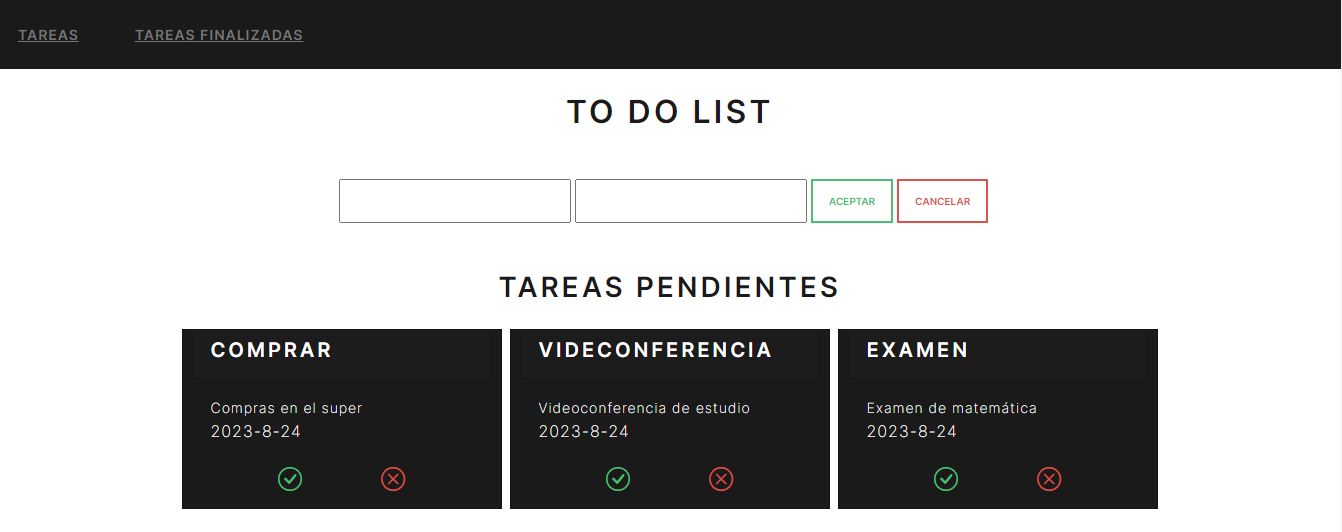 TAREAS TAREAS FINALIZADAS
TO DO LIST
ACEPTAR CANCELAR
TAREAS PENDIENTES
COMPRAR
Compras en el super
2023-8-24
VIDECONFERENCIA
Videoconferencia de estudio
2023-8-24
EXAMEN
Examen de matemática
2023-8-24